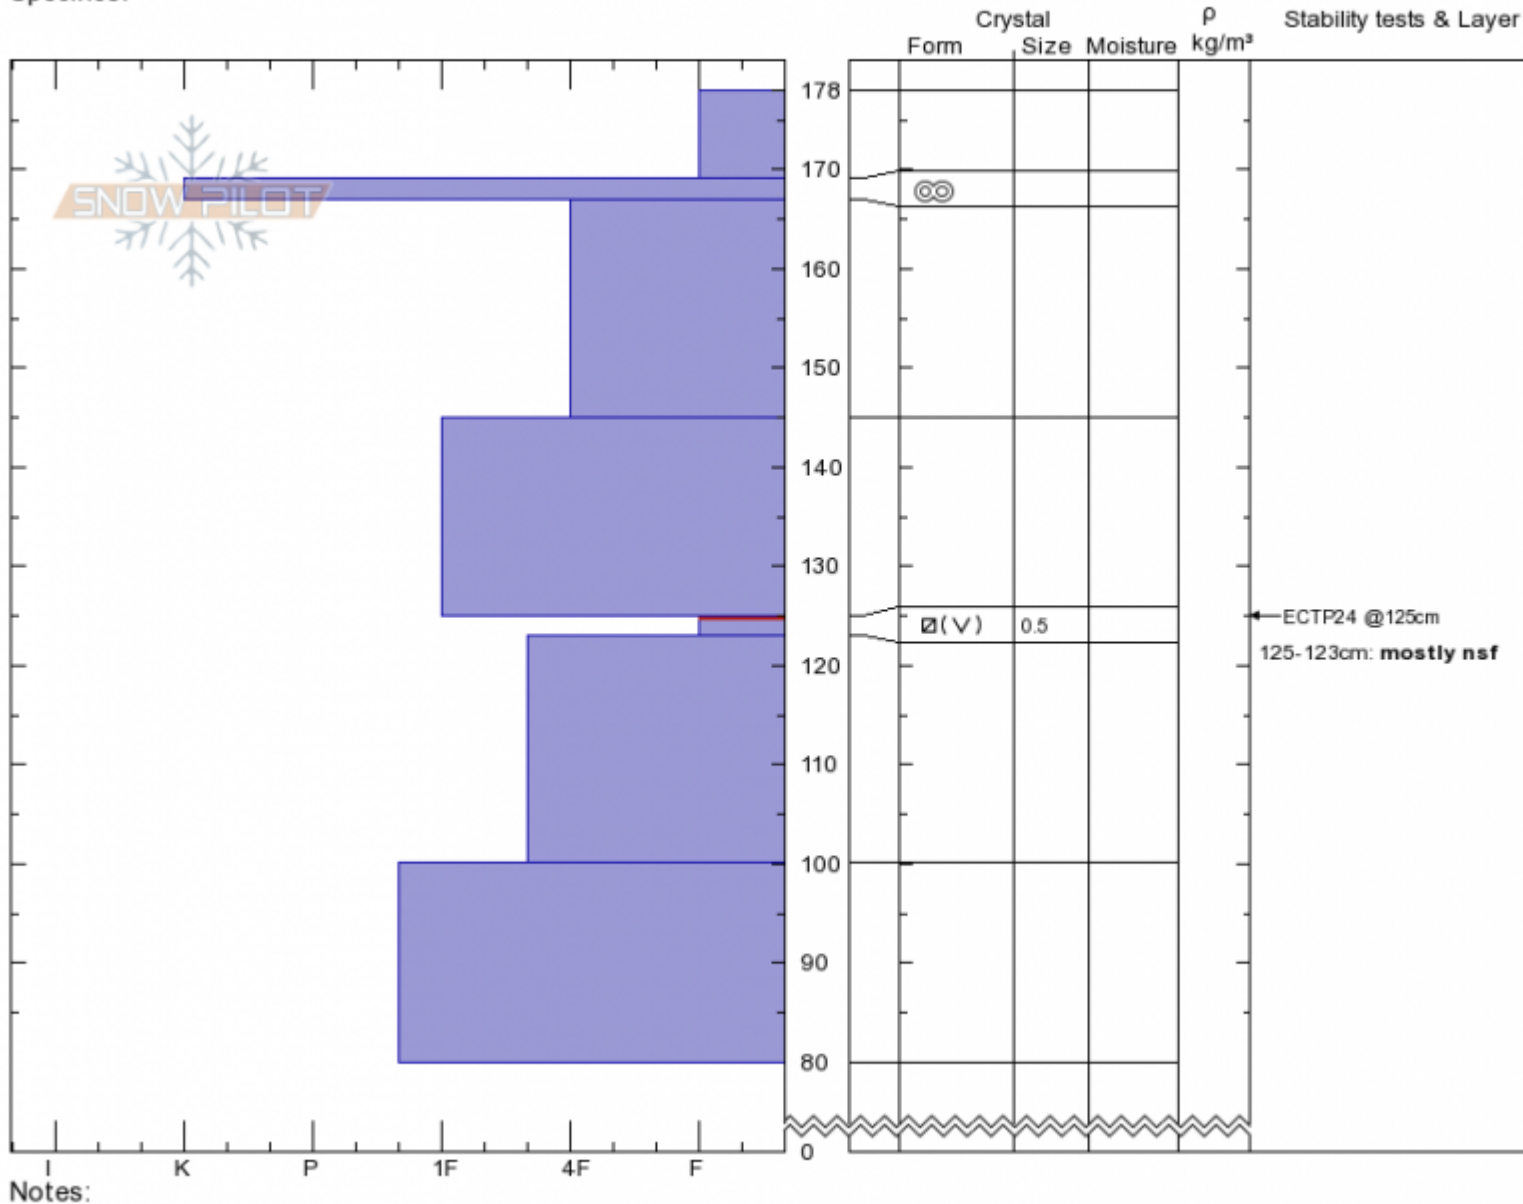 Crystal
ρ
Stability tests & Layer
Form Size Moisture kg/m³
178
170
SNOW PILOT
160
150
140
130
ECTP24 @125cm
0.5
125-123cm: mostly nsf
120
110
100
90
80
0
I K P 1F 4F F
Notes: